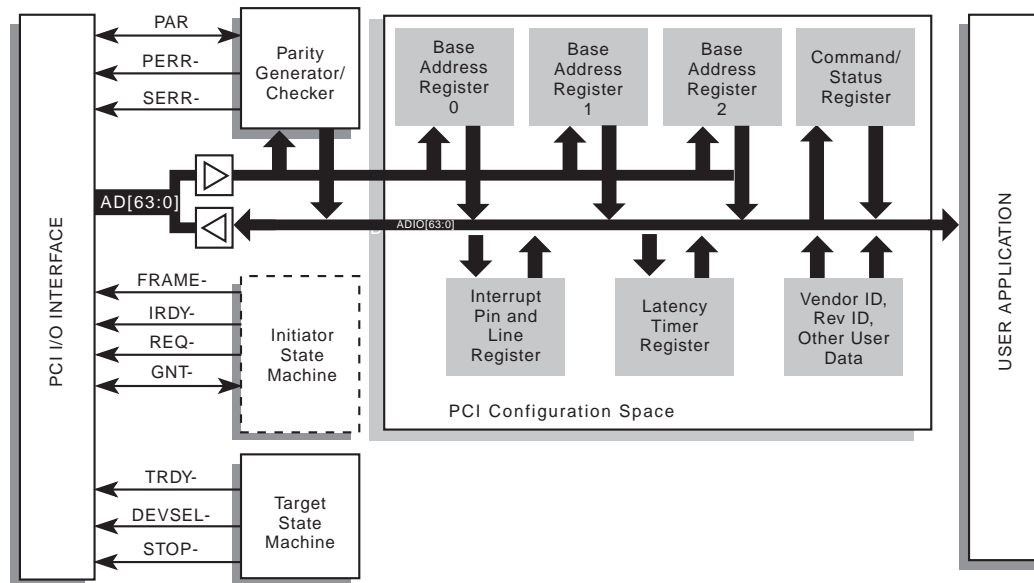 PCI I/O INTERFACE
PAR
PERR-
SERR-
Parity
Generator/
Checker
AD[63:0]
FRAME-
IRDY-
REQ-
GNT-
Initiator
State
Machine
TRDY-
DEVSEL-
STOP-
Target
State
Machine
Base
Address
Register
0
Base
Address
Register
1
Base
Address
Register
2
Command/
Status
Register
ADIO[63:0]
Interrupt
Pin and
Line
Register
Latency
Timer
Register
Vendor ID,
Rev ID,
Other User
Data
PCI Configuration Space
USER APPLICATION